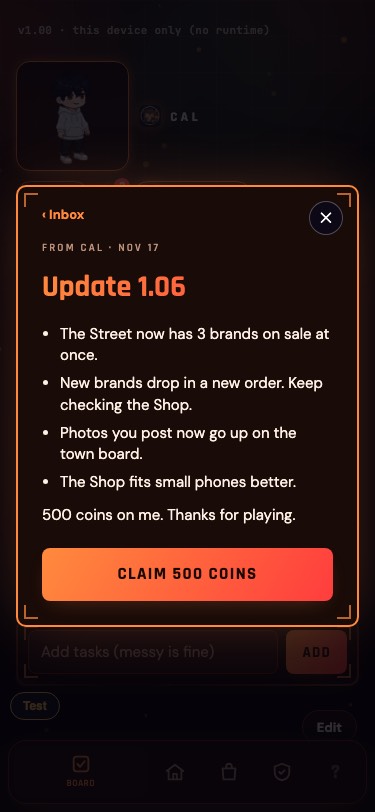 v1.00 · this device only (no runtime)
CAL
‹ Inbox
FROM CAL · NOV 17
Update 1.06
• The Street now has 3 brands on sale at
once.
• New brands drop in a new order. Keep
checking the Shop.
• Photos you post now go up on the
town board.
• The Shop fits small phones better.
500 coins on me. Thanks for playing.
CLAIM 500 COINS
Add tasks (messy is fine)
ADD
Test
Edit
BOARD
?